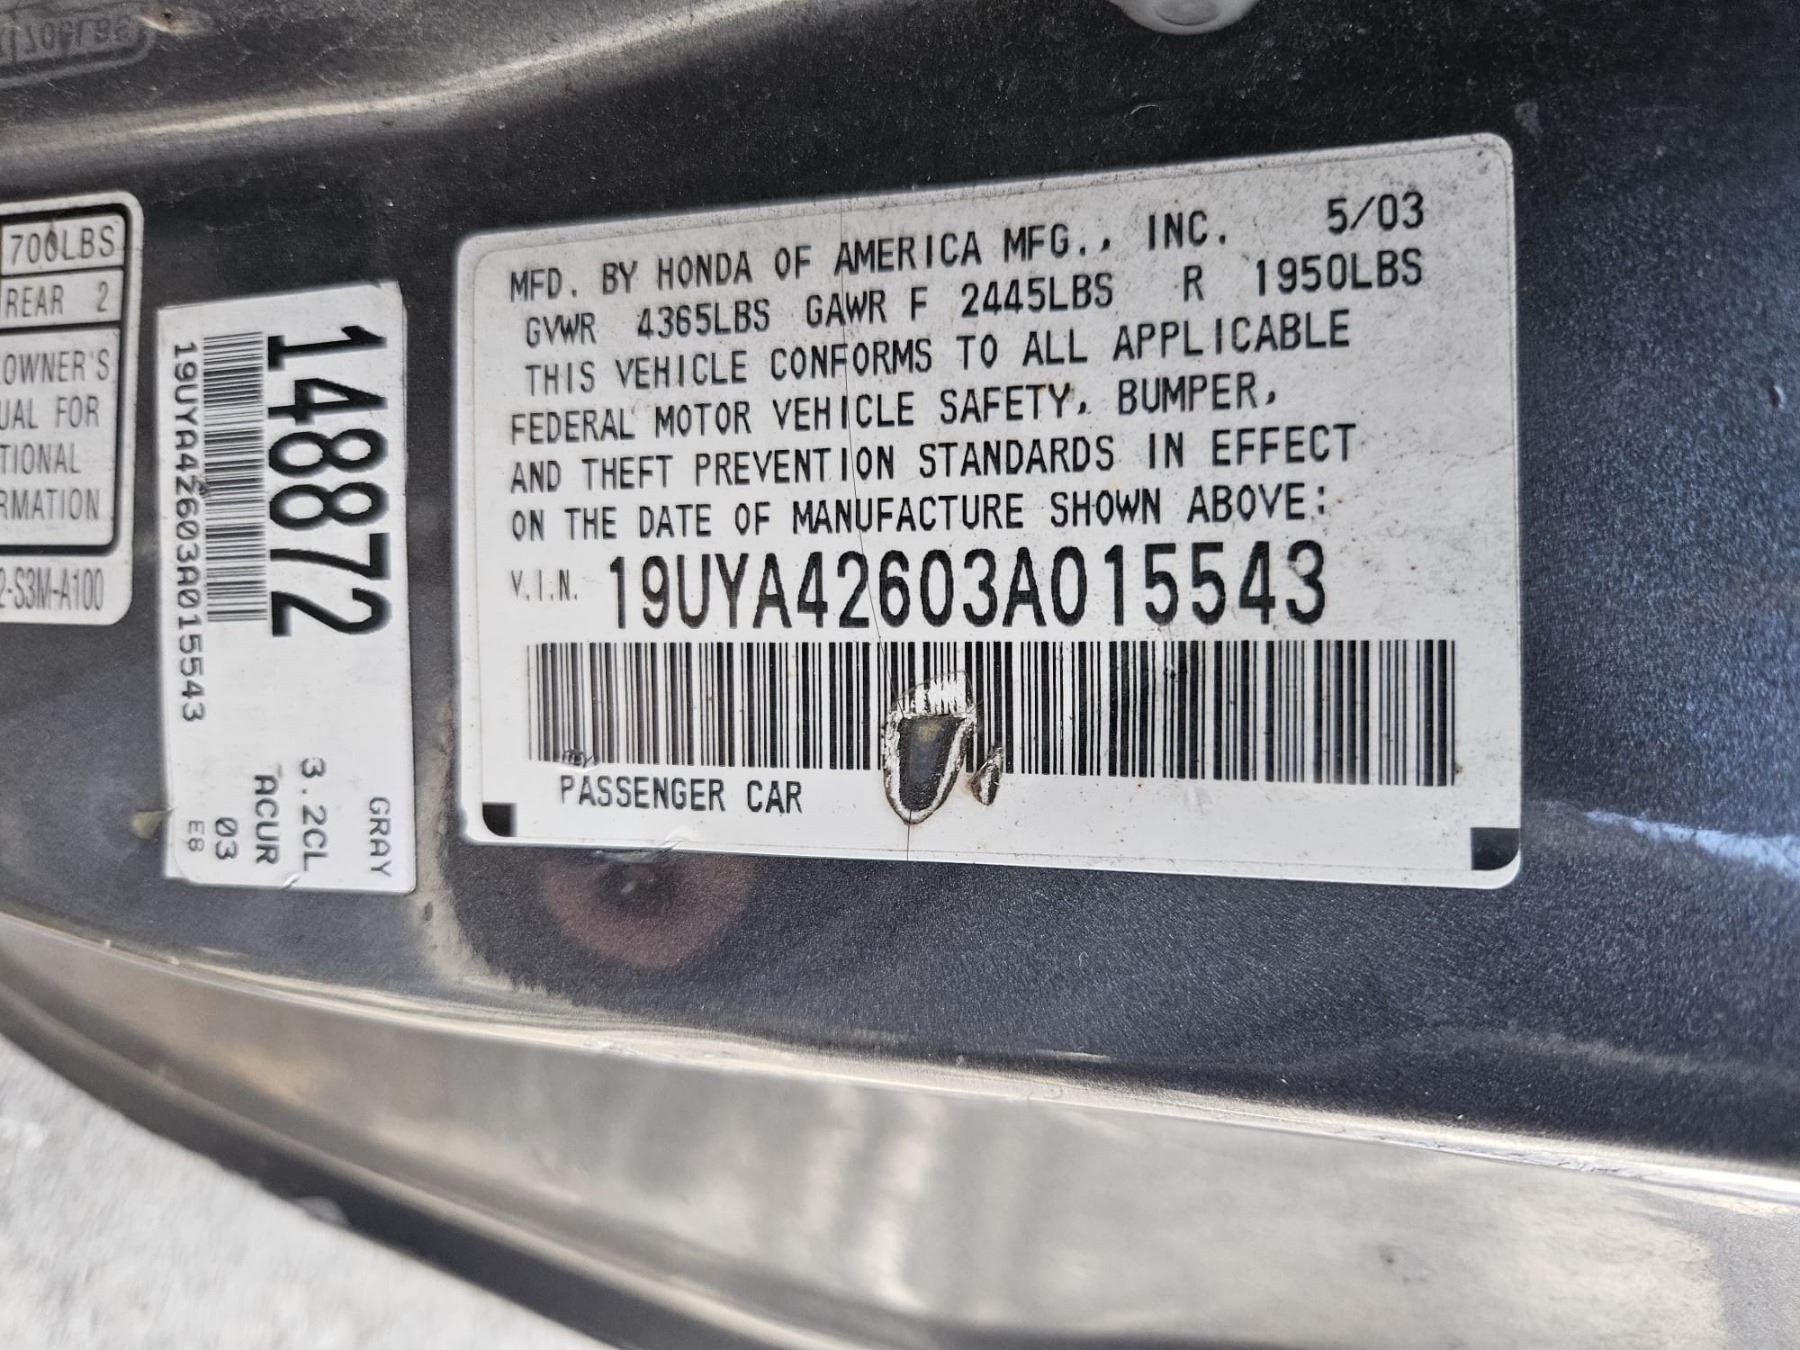 700LBS
REAR 2
OWNER'S
UAL FOR
TIONAL
RMATION
2-S3M-A100
14872
19UYA42603A015543
GRAY
3.2CL
ACUR
03
E8
MFD. BY HONDA OF AMERICA MFG., INC. 5/03
GVWR 4365LBS GAWR F 2445LBS R 1950LBS
THIS VEHICLE CONFORMS TO ALL APPLICABLE
FEDERAL MOTOR VEHICLE SAFETY, BUMPER,
AND THEFT PREVENTION STANDARDS IN EFFECT
ON THE DATE OF MANUFACTURE SHOWN ABOVE:
V.I.N. 19UYA42603A015543
PASSENGER CAR